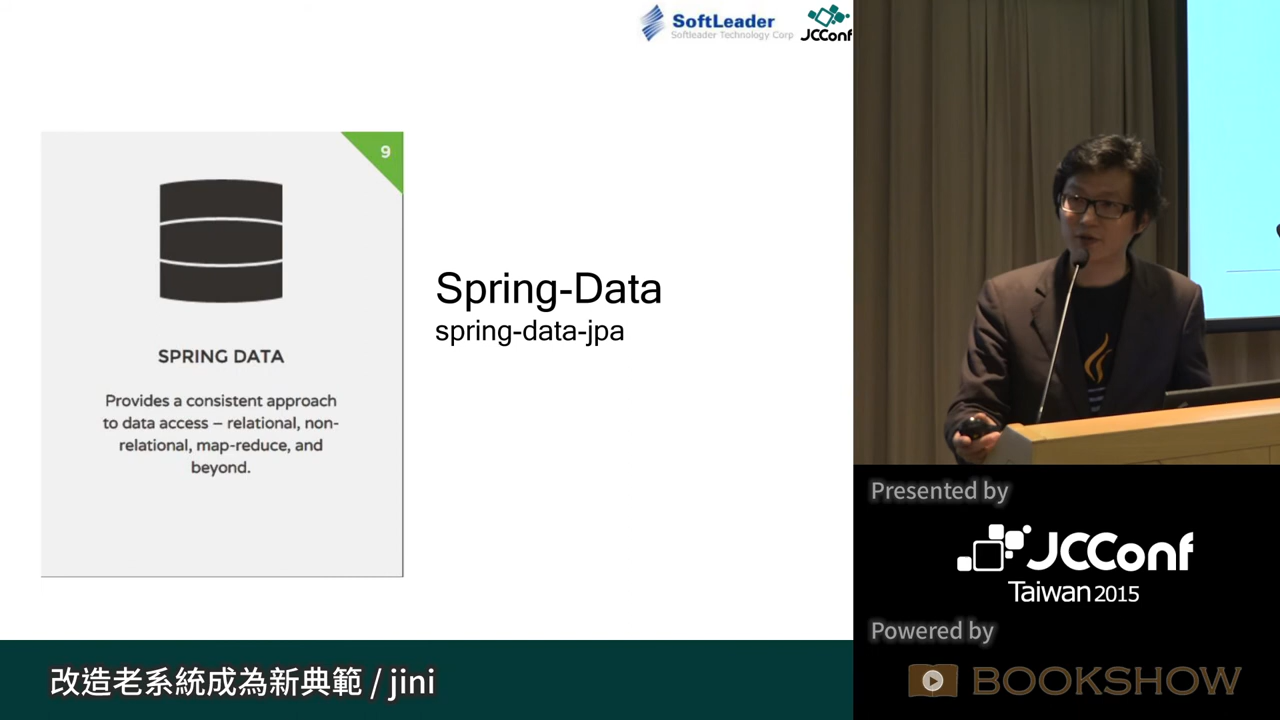 SoftLeader
Softleader Technology Corp
JCConf
9
SPRING DATA
Provides a consistent approach
to data access – relational, non-
relational, map-reduce, and
beyond.
Spring-Data
spring-data-jpa
Presented by
JCConf
Taiwan 2015
Powered by
BOOKSHOW
改造老系統成為新典範 / jini